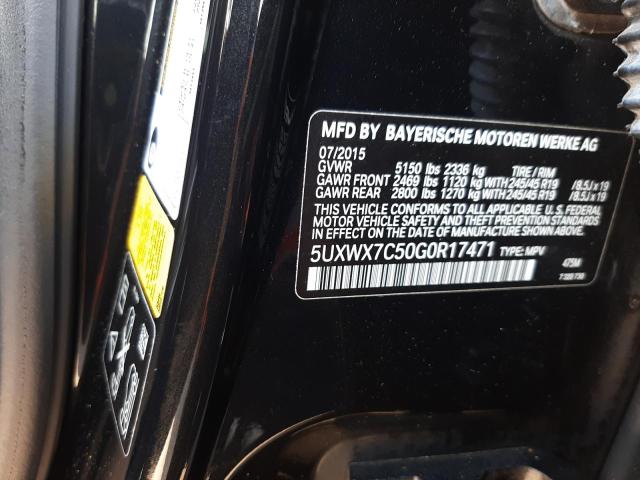 MFD BY BAYERISCHE MOTOREN WERKE AG
07/2015
GVWR 5150 lbs 2336 kg TIRE / RIM
GAWR FRONT 2469 lbs 1120 kg WITH 245/45 R19 /8.5J x 19
GAWR REAR 2800 lbs 1270 kg WITH 245/45 R19 /8.5J x 19
THIS VEHICLE CONFORMS TO ALL APPLICABLE U.S. FEDERAL
MOTOR VEHICLE SAFETY AND THEFT PREVENTION STANDARDS
IN EFFECT ON THE DATE OF MANUFACTURE SHOWN ABOVE.
5UXWX7C50G0R17471 TYPE: MPV
475M